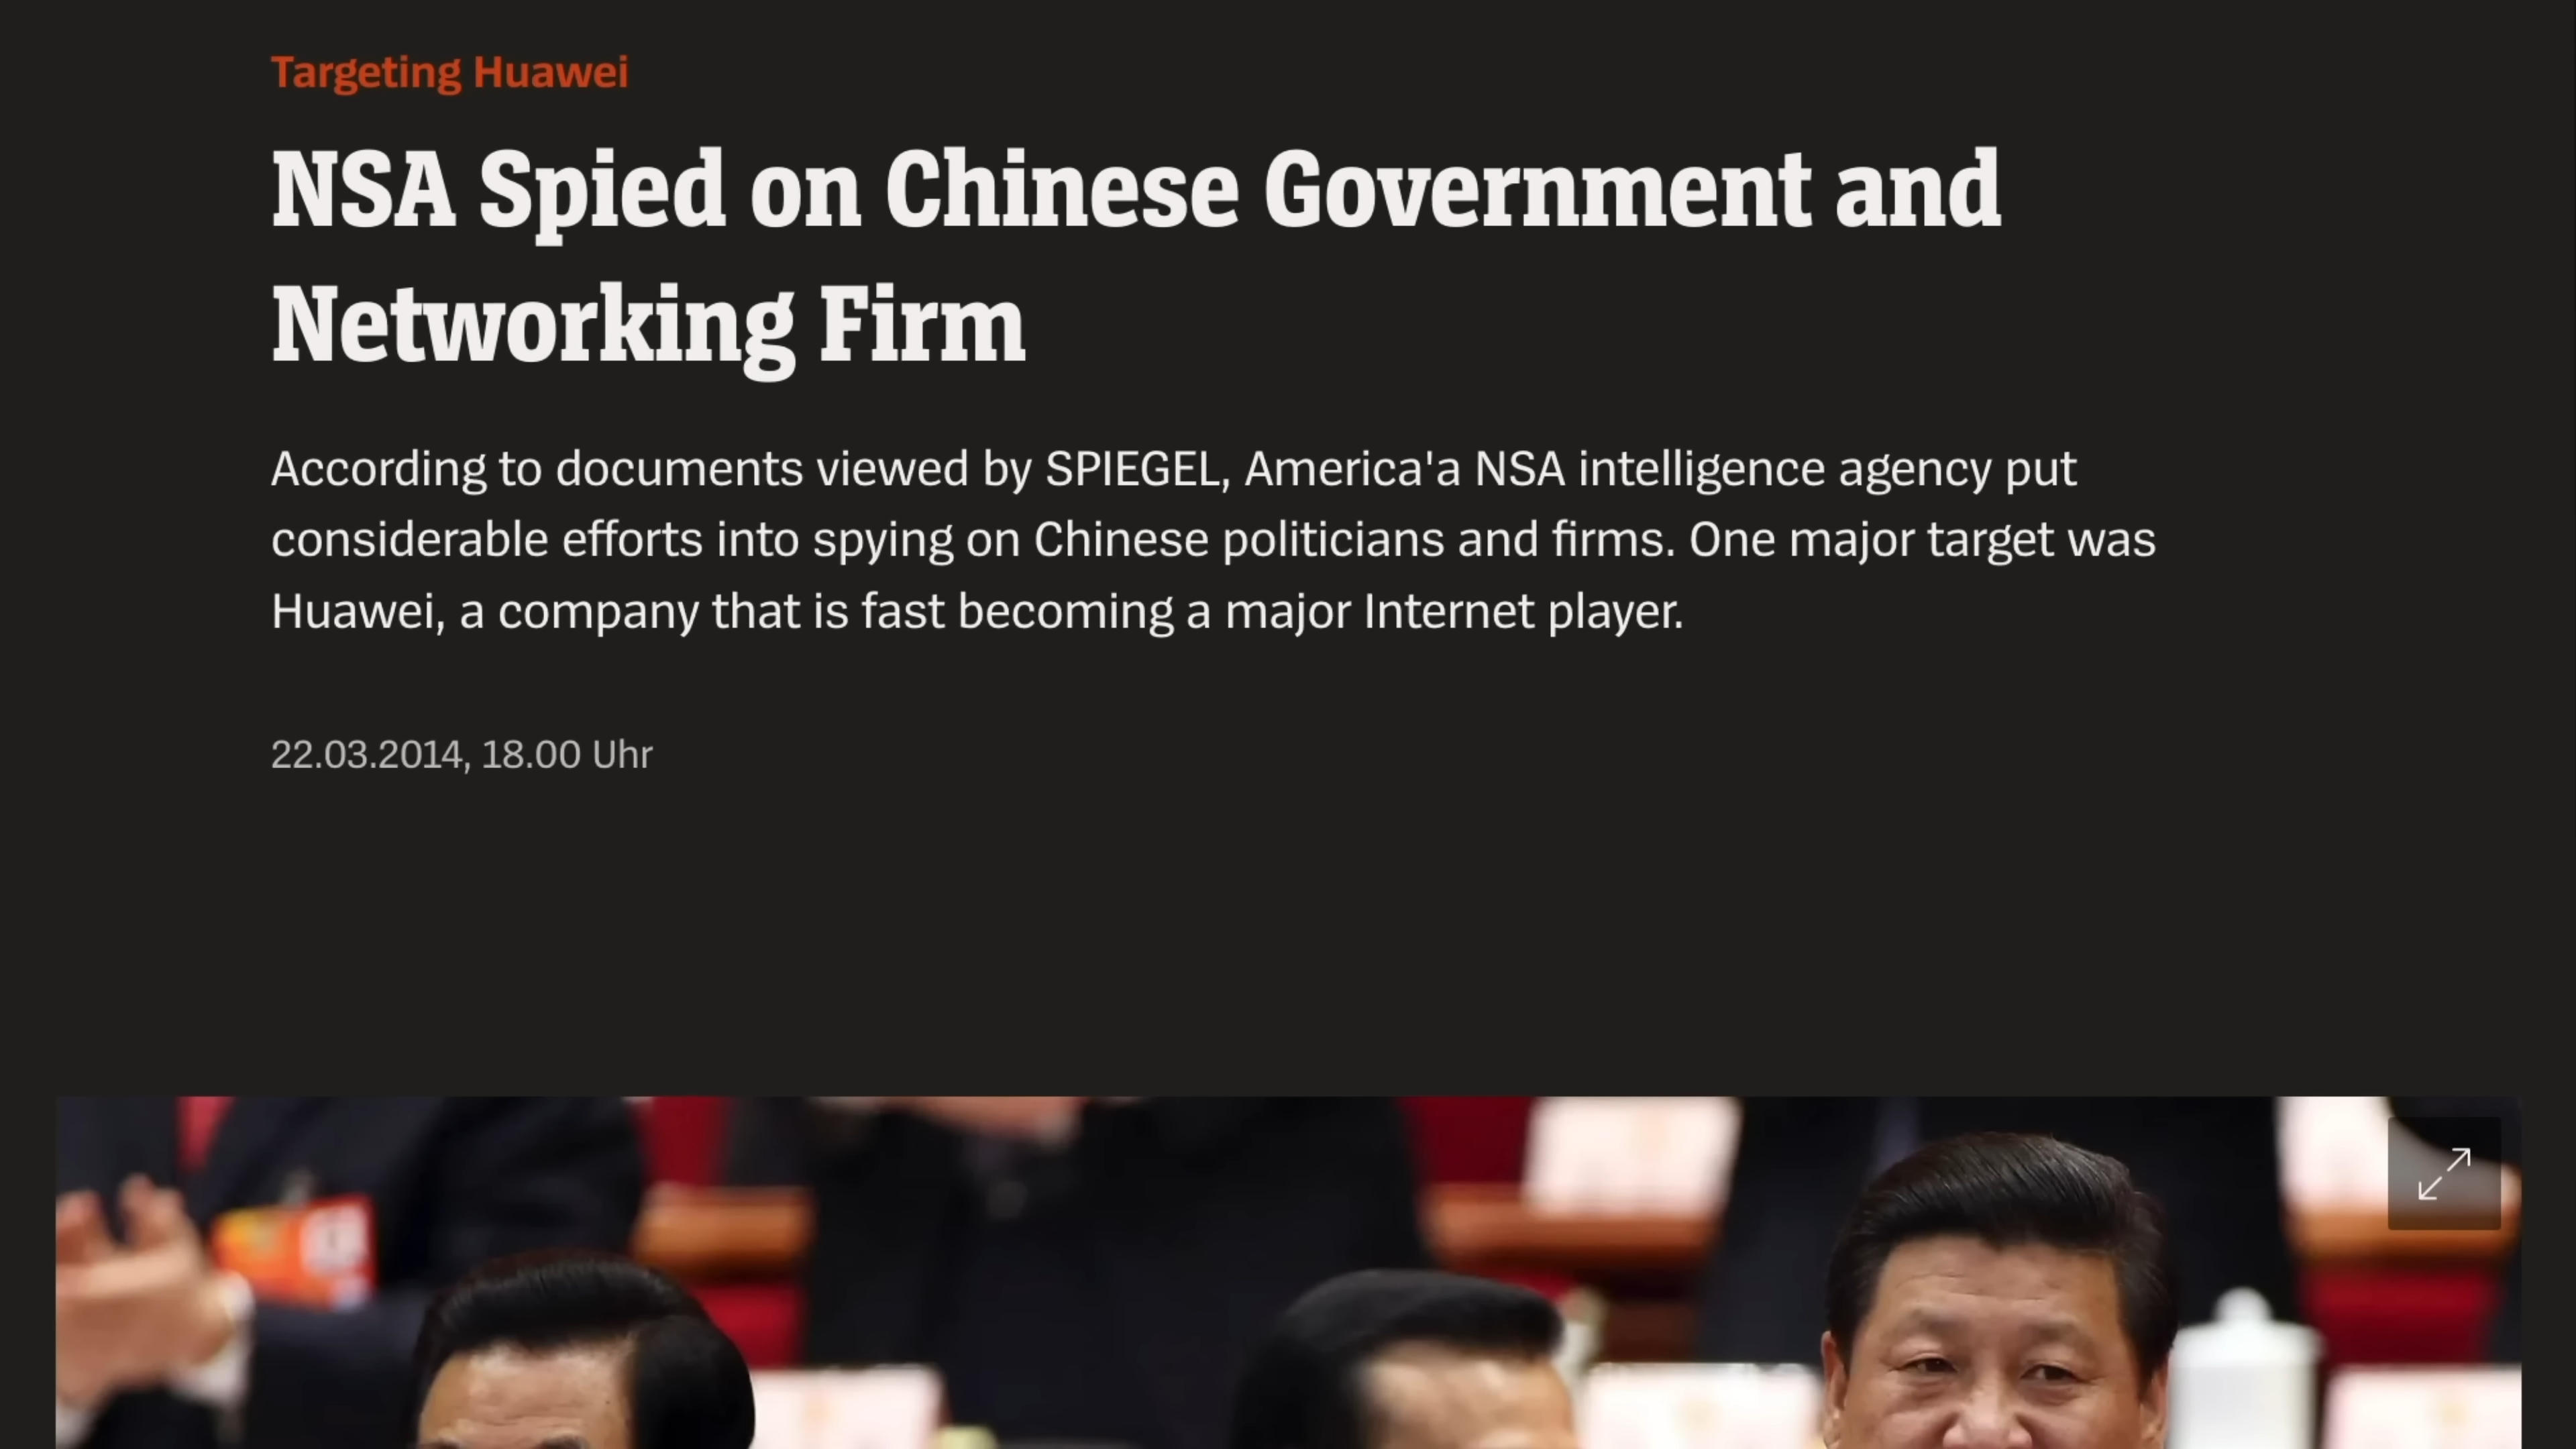 Targeting Huawei
NSA Spied on Chinese Government and
Networking Firm
According to documents viewed by SPIEGEL, America'a NSA intelligence agency put
considerable efforts into spying on Chinese politicians and firms. One major target was
Huawei, a company that is fast becoming a major Internet player.
22.03.2014, 18.00 Uhr